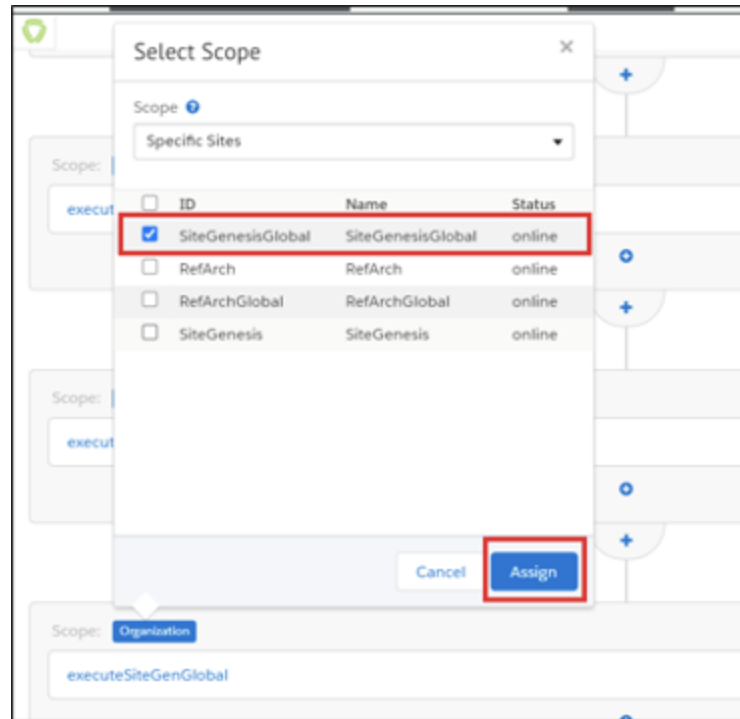 Select Scope ×
Scope
Specific Sites
Scope:
execut
ID Name Status
SiteGenesisGlobal SiteGenesisGlobal online
RefArch RefArch online
RefArchGlobal RefArchGlobal online
SiteGenesis SiteGenesis online
Scope:
execut
Cancel Assign
Scope: Organization
executeSiteGenGlobal